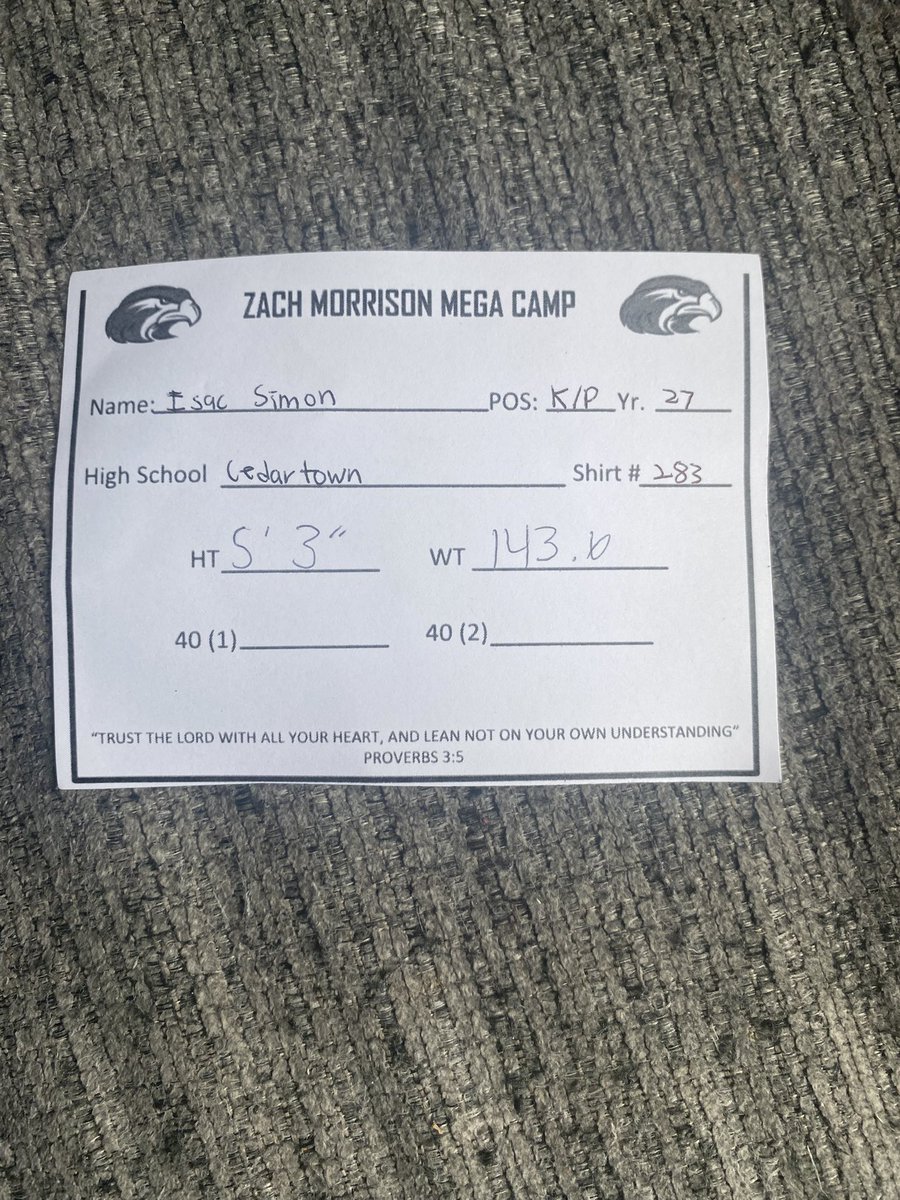 ZACH MORRISON MEGA CAMP
Name: Isac Simon POS: K/P Yr. 27
High School Cedartown Shirt # 283
HT 5' 3" WT 143.6
40 (1) 40 (2)
"TRUST THE LORD WITH ALL YOUR HEART, AND LEAN NOT ON YOUR OWN UNDERSTANDING"
PROVERBS 3:5